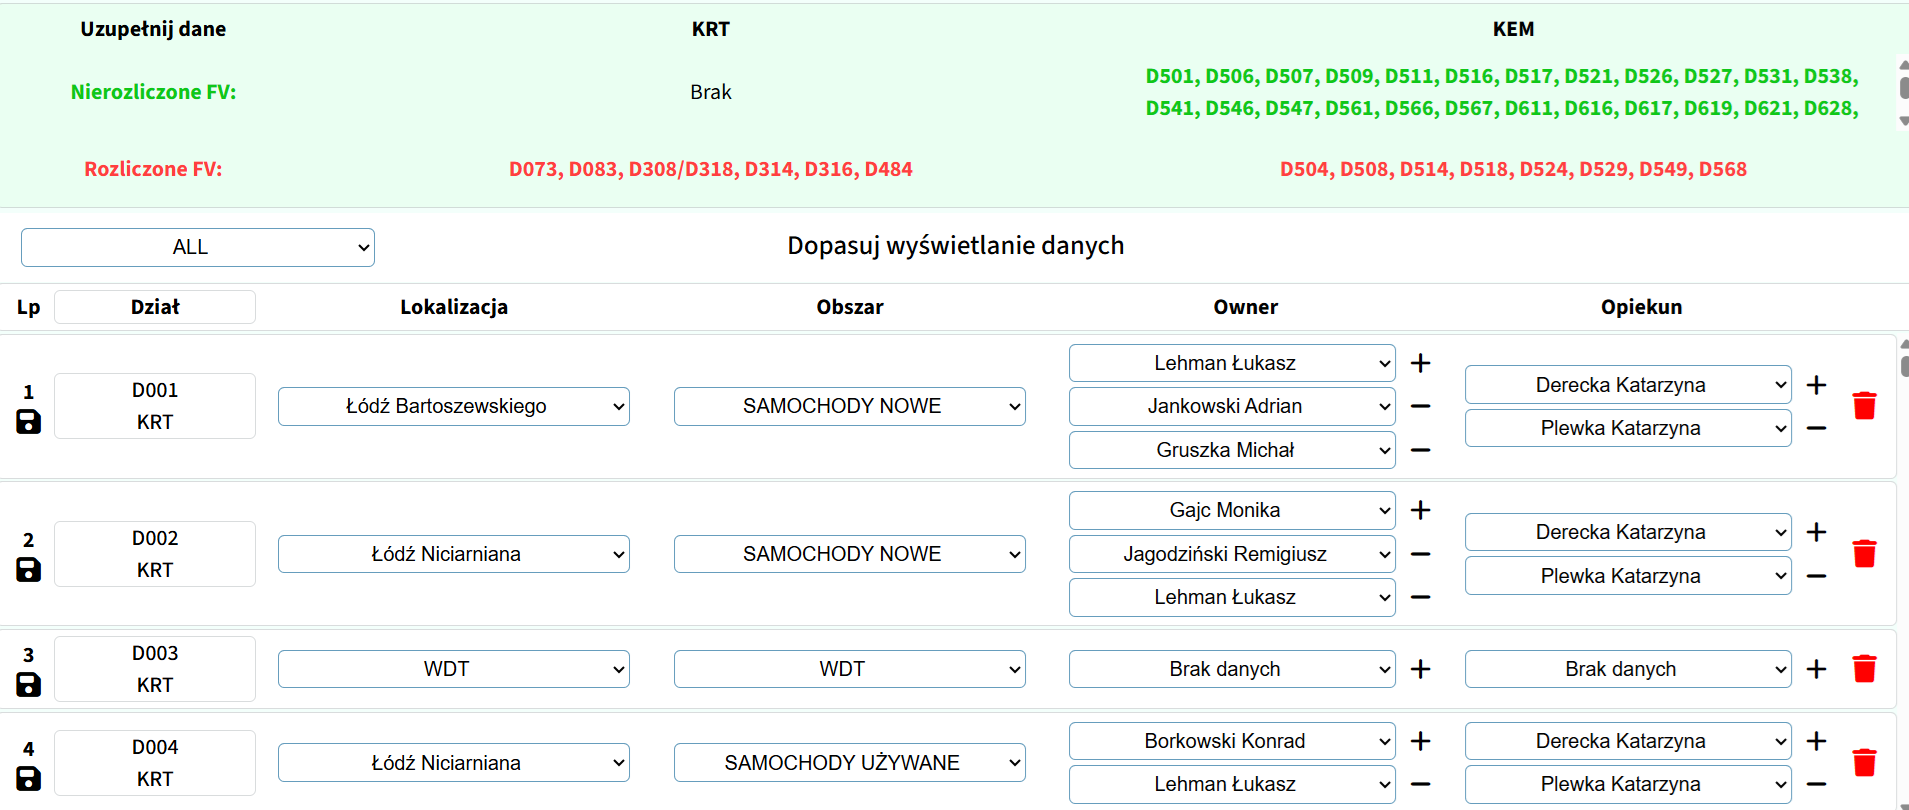 Uzupełnij dane KRT KEM
Nierozliczone FV: Brak D501, D506, D507, D509, D511, D516, D517, D521, D526, D527, D531, D538,
D541, D546, D547, D561, D566, D567, D611, D616, D617, D619, D621, D628,
Rozliczone FV: D073, D083, D308/D318, D314, D316, D484 D504, D508, D514, D518, D524, D529, D549, D568
ALL Dopasuj wyświetlanie danych
Lp Dział Lokalizacja Obszar Owner Opiekun
1 D001 KRT Łódź Bartoszewskiego SAMOCHODY NOWE Lehman Łukasz Derecka Katarzyna
Jankowski Adrian Plewka Katarzyna
Gruszka Michał
2 D002 KRT Łódź Niciarniana SAMOCHODY NOWE Gajc Monika Derecka Katarzyna
Jagodziński Remigiusz Plewka Katarzyna
Lehman Łukasz
3 D003 KRT WDT WDT Brak danych Brak danych
4 D004 KRT Łódź Niciarniana SAMOCHODY UŻYWANE Borkowski Konrad Derecka Katarzyna
Lehman Łukasz Plewka Katarzyna